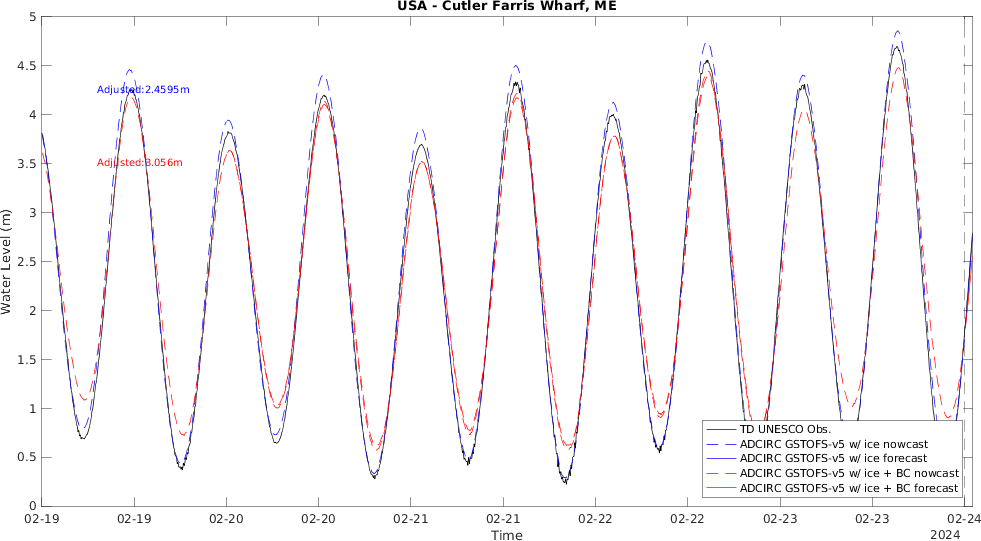 USA - Cutler Farris Wharf, ME
5
4.5
4
3.5
3
2.5
2
1.5
1
0.5
0
Water Level (m)
Adjusted:2.4595m
Adjusted:3.056m
TD UNESCO Obs.
ADCIRC GSTOFS-v5 w/ ice nowcast
ADCIRC GSTOFS-v5 w/ ice forecast
ADCIRC GSTOFS-v5 w/ ice + BC nowcast
ADCIRC GSTOFS-v5 w/ ice + BC forecast
02-19 02-19 02-20 02-20 02-21 02-21 02-22 02-22 02-23 02-23 02-24
Time
2024